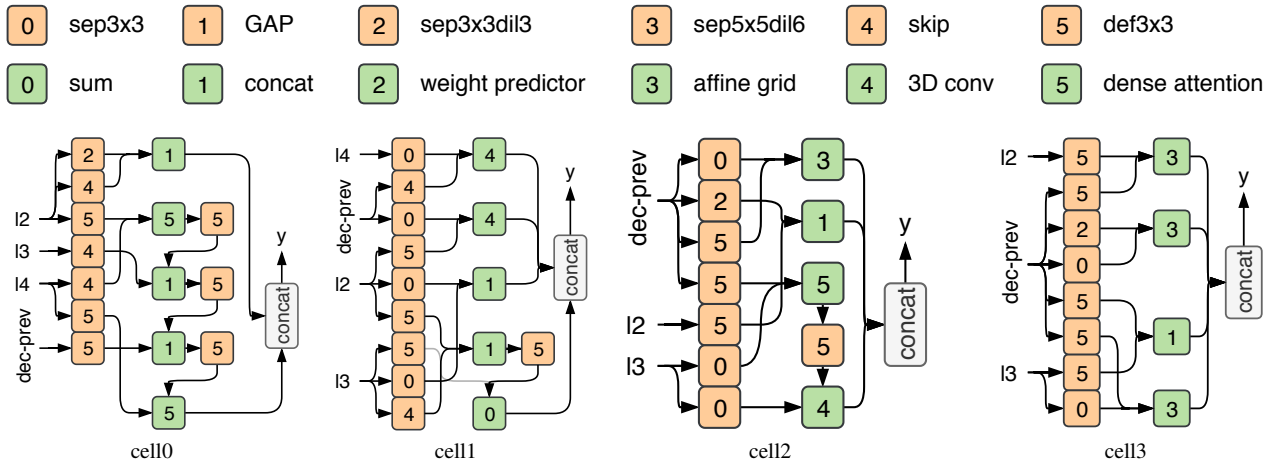 0 sep3x3 1 GAP 2 sep3x3dil3 3 sep5x5dil6 4 skip 5 def3x3
0 sum 1 concat 2 weight predictor 3 affine grid 4 3D conv 5 dense attention
l2
l3
l4
dec-prev
2
4
5
4
4
5
5
1
5 5
1 5
1 5
5
y
concat
cell0
l4
dec-prev
l2
l3
0
4
0
5
0
5
5
0
4
4
4
1
1 5
0
y
concat
cell1
dec-prev
l2
l3
0
2
5
5
5
0
0
3
1
5
5
4
y
concat
cell2
l2
dec-prev
l3
5
5
2
0
5
5
5
0
3
3
1
3
y
concat
cell3